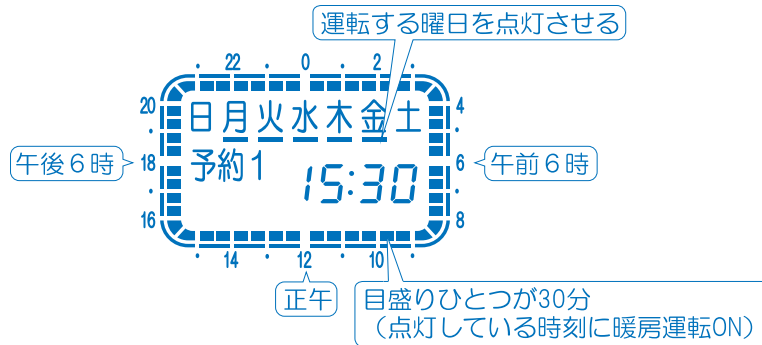 運転する曜日を点灯させる
22 0 2
20 4
日月火水木金土
午後6時 18 予約1 15:30 6 午前6時
16 8
14 12 10
正午
目盛りひとつが30分
（点灯している時刻に暖房運転ON）